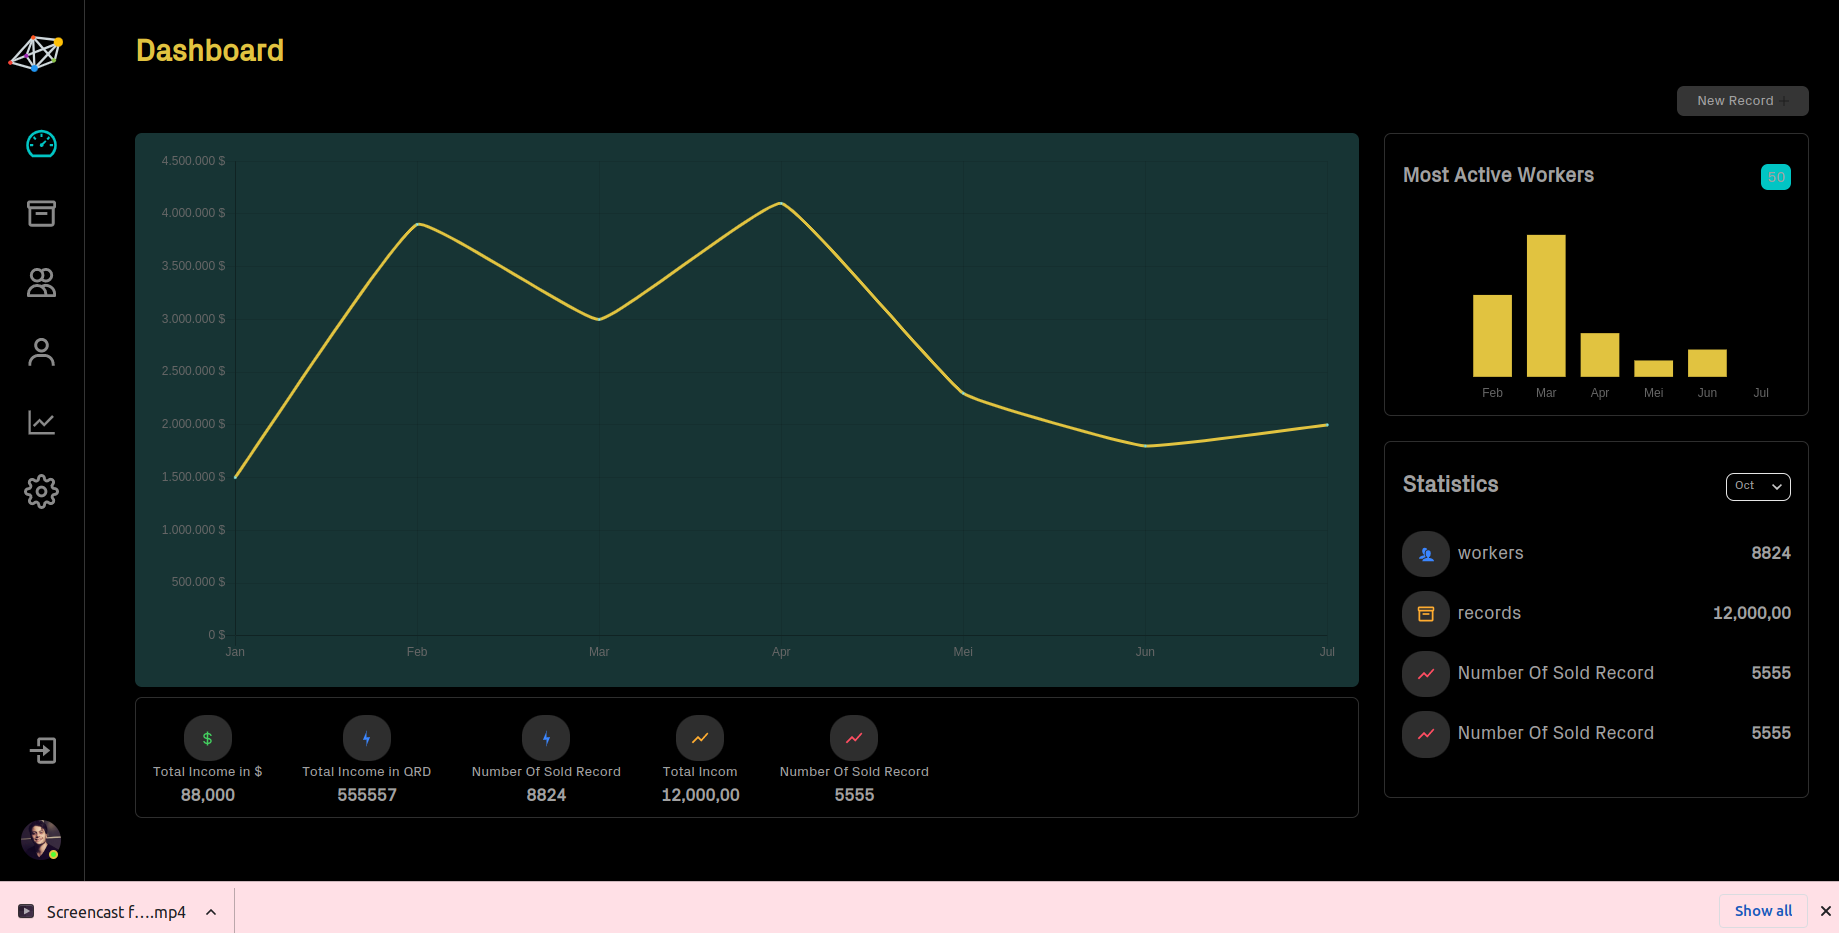 Dashboard
New Record +
4.500.000 $
4.000.000 $
3.500.000 $
3.000.000 $
2.500.000 $
2.000.000 $
1.500.000 $
1.000.000 $
500.000 $
0 $
Jan Feb Mar Apr Mei Jun Jul
Most Active Workers
50
Feb Mar Apr Mei Jun Jul
Statistics
Oct
workers 8824
records 12,000,00
Number Of Sold Record 5555
Number Of Sold Record 5555
$
Total Income in $ Total Income in QRD Number Of Sold Record Total Incom Number Of Sold Record
88,000 555557 8824 12,000,00 5555
Screencast f....mp4
Show all